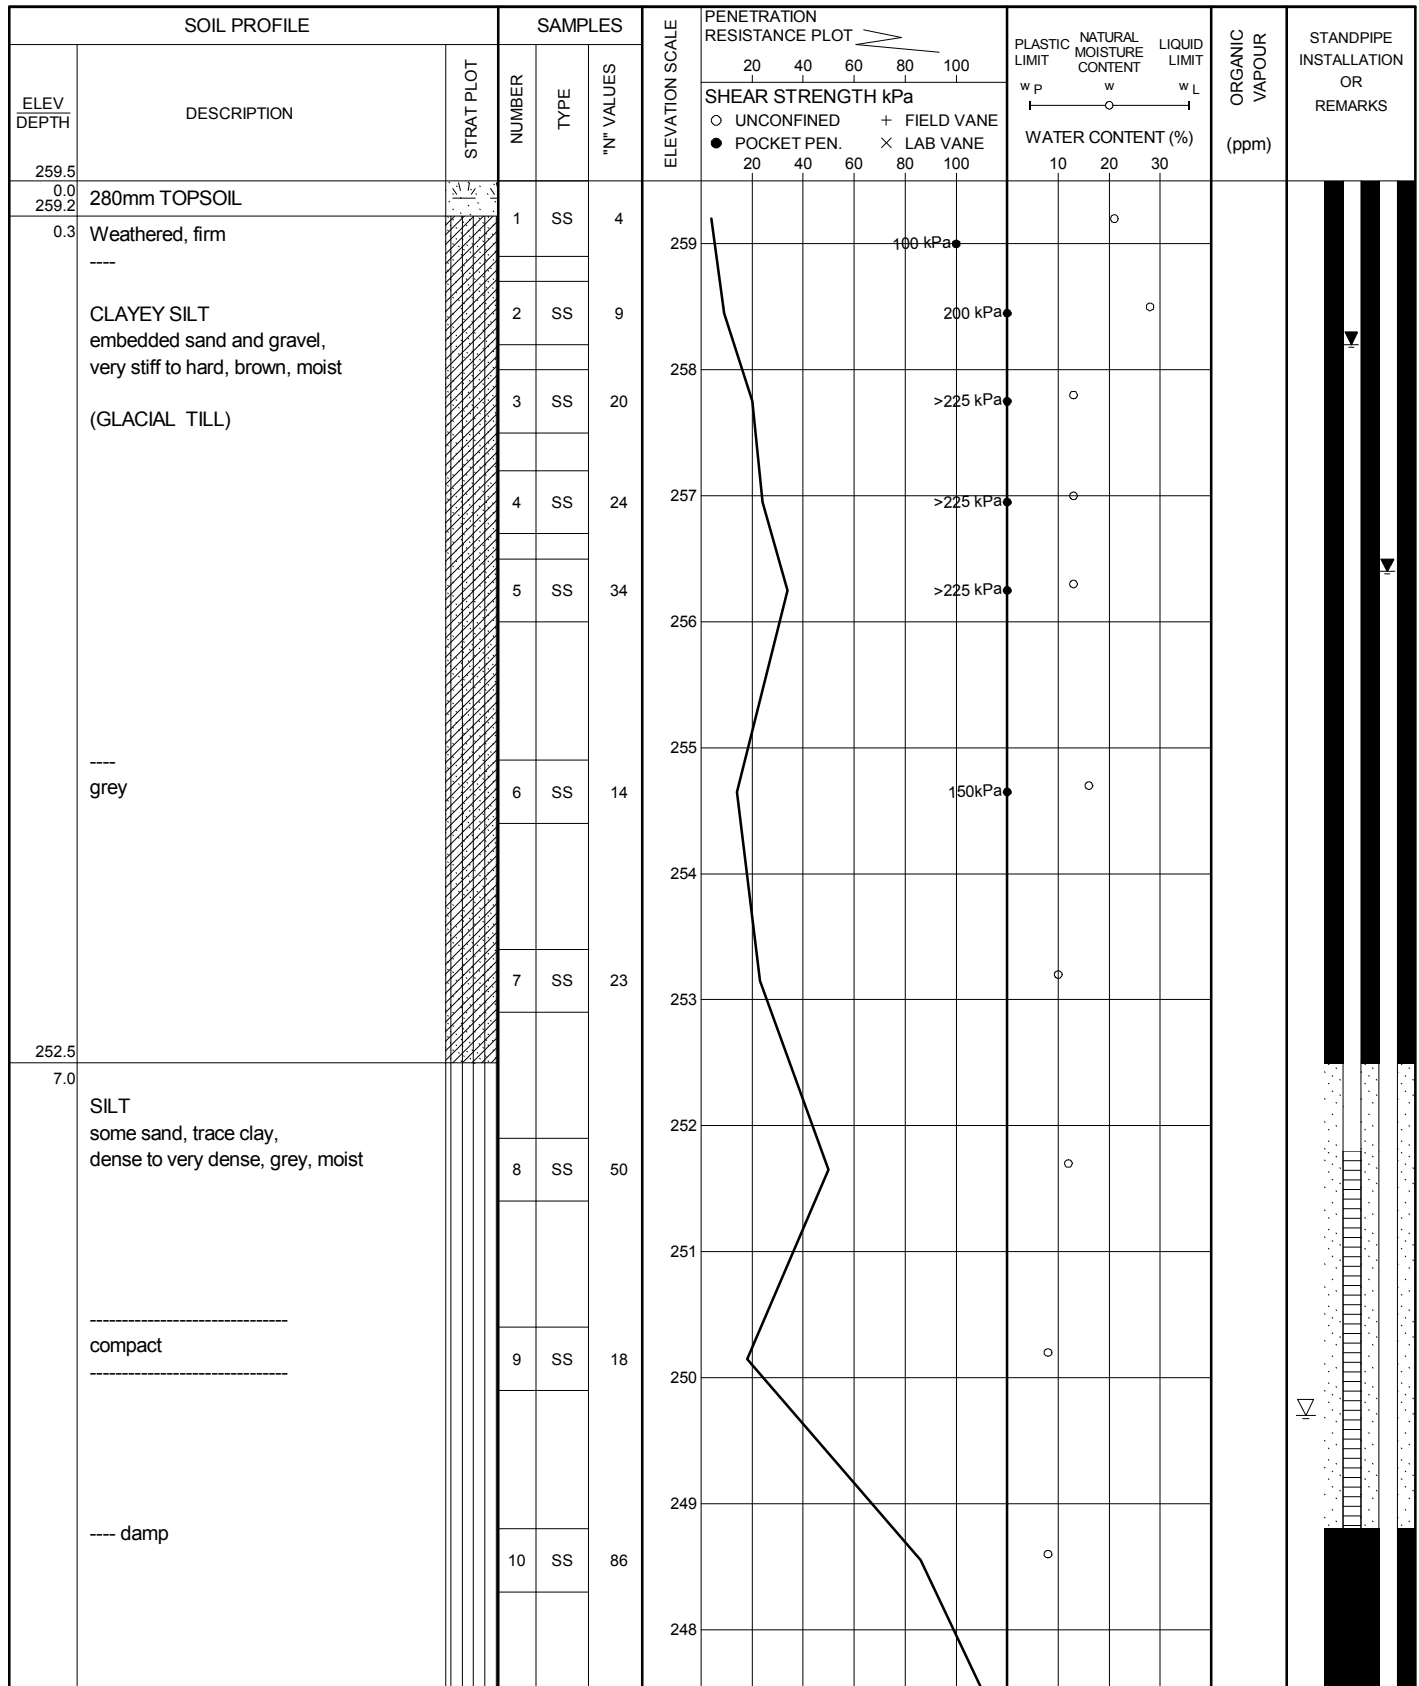 SOIL PROFILE
SAMPLES
ELEV
DEPTH
DESCRIPTION
STRAT PLOT
NUMBER
TYPE
"N" VALUES
ELEVATION SCALE
PENETRATION
RESISTANCE PLOT
20 40 60 80 100
SHEAR STRENGTH kPa
UNCONFINED + FIELD VANE
POCKET PEN. × LAB VANE
20 40 60 80 100
PLASTIC LIMIT
NATURAL MOISTURE CONTENT
LIQUID LIMIT
w P w w L
WATER CONTENT (%)
10 20 30
ORGANIC VAPOUR
(ppm)
STANDPIPE
INSTALLATION
OR
REMARKS
259.5
0.0
259.2
280mm TOPSOIL
0.3
Weathered, firm
----
1 SS 4
259
100 kPa
CLAYEY SILT
embedded sand and gravel,
very stiff to hard, brown, moist
2 SS 9
200 kPa
258
(GLACIAL TILL)
3 SS 20
>225 kPa
257
4 SS 24
>225 kPa
5 SS 34
>225 kPa
256
255
----
grey
6 SS 14
150kPa
254
7 SS 23
253
252.5
7.0
SILT
some sand, trace clay,
dense to very dense, grey, moist
252
8 SS 50
251
-------------------------------
compact
-------------------------------
9 SS 18
250
249
---- damp
10 SS 86
248